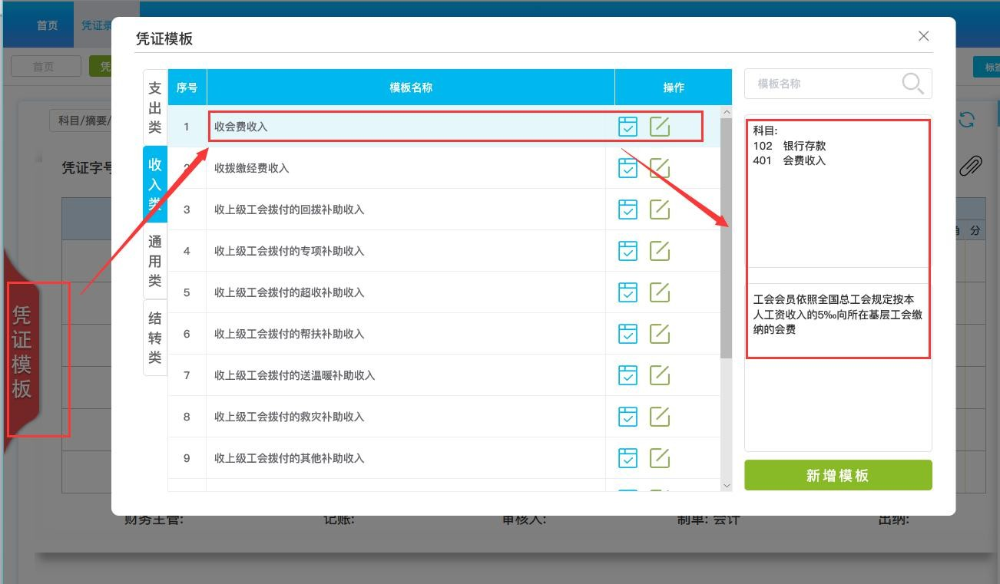 首页
凭证录
首页
凭
标签
科目/摘要/
凭证字号
凭证模板
凭证模板
支出类
收入类
通用类
结转类
序号 模板名称 操作
1 收会费收入
2 收拨缴经费收入
3 收上级工会拨付的回拨补助收入
4 收上级工会拨付的专项补助收入
5 收上级工会拨付的超收补助收入
6 收上级工会拨付的帮扶补助收入
7 收上级工会拨付的送温暖补助收入
8 收上级工会拨付的救灾补助收入
9 收上级工会拨付的其他补助收入
模板名称
科目:
102 银行存款
401 会费收入
工会会员依照全国总工会规定按本
人工资收入的5‰向所在基层工会缴
纳的会费
新增模板
角 分
财务主管: 记账: 审核人: 制单: 会计 出纳: